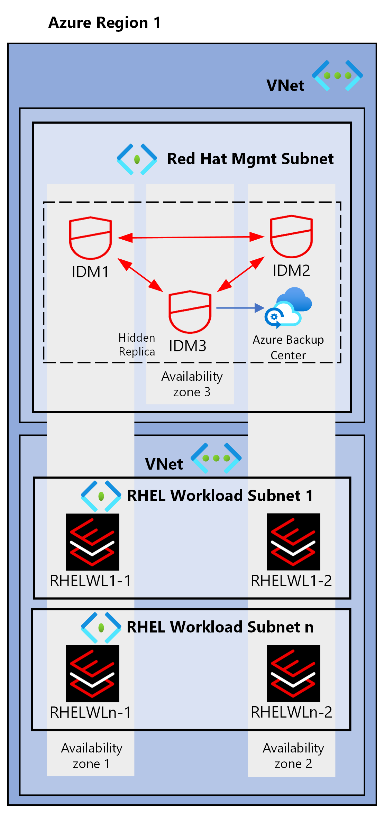 Azure Region 1
VNet
Red Hat Mgmt Subnet
IDM1
IDM2
Hidden
Replica
IDM3
Azure Backup
Center
Availability
zone 3
VNet
RHEL Workload Subnet 1
RHELWL1-1
RHELWL1-2
RHEL Workload Subnet n
RHELWLn-1
RHELWLn-2
Availability
zone 1
Availability
zone 2